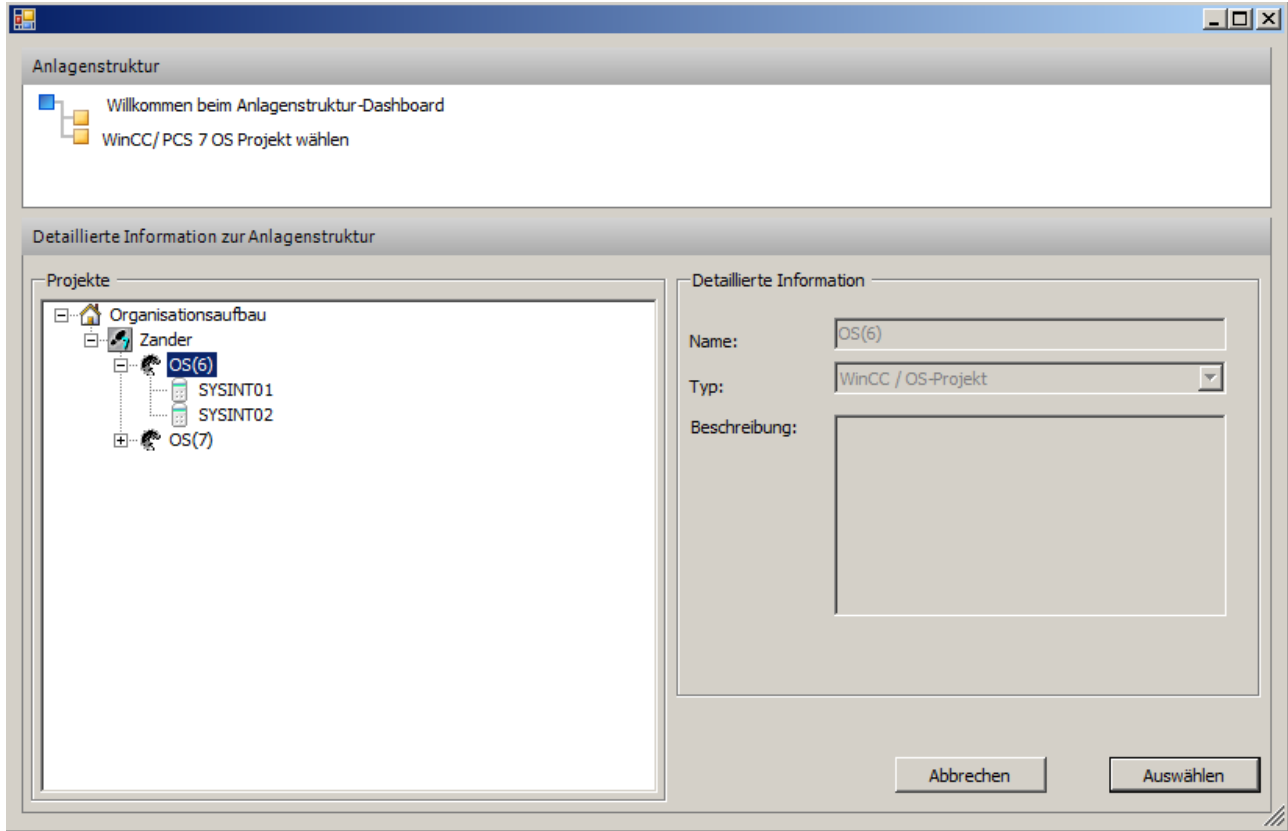 Anlagenstruktur
Willkommen beim Anlagenstruktur-Dashboard
WinCC/ PCS 7 OS Projekt wählen
Detaillierte Information zur Anlagenstruktur
Projekte
Organisationsaufbau
Zander
OS(6)
SYSINT01
SYSINT02
OS(7)
Detaillierte Information
Name:
OS(6)
Typ:
WinCC / OS-Projekt
Beschreibung:
Abbrechen
Auswählen